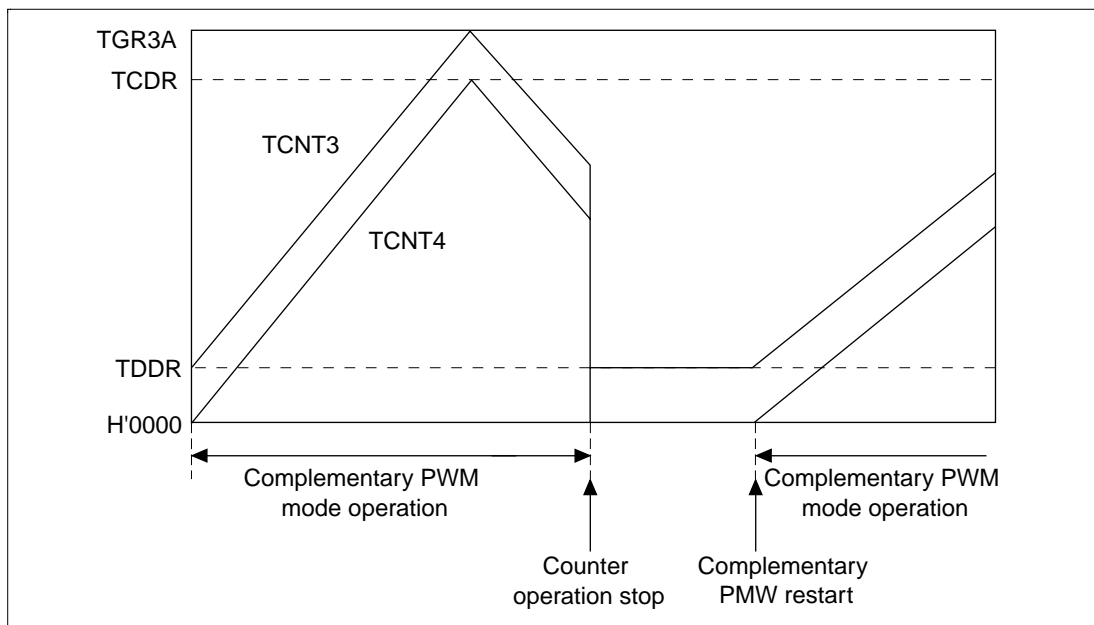 TGR3A
TCDR
TCNT3
TCNT4
TDDR
H'0000
Complementary PWM
mode operation
Complementary PWM
mode operation
Counter
operation stop
Complementary
PMW restart